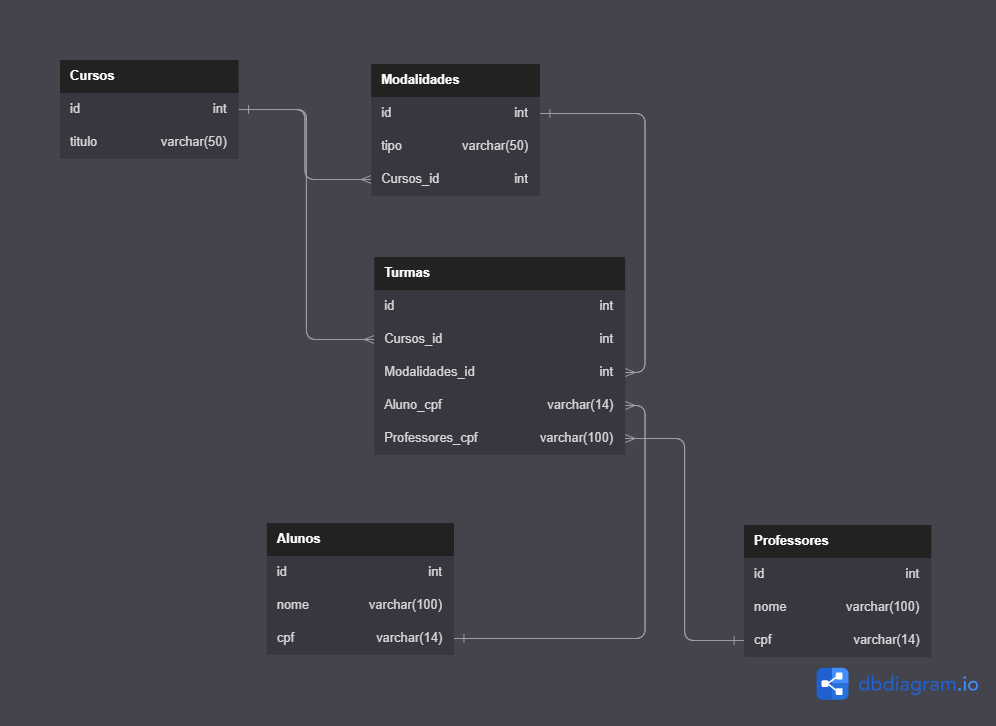 Cursos
id int
titulo varchar(50)
Modalidades
id int
tipo varchar(50)
Cursos_id int
Turmas
id int
Cursos_id int
Modalidades_id int
Aluno_cpf varchar(14)
Professores_cpf varchar(100)
Alunos
id int
nome varchar(100)
cpf varchar(14)
Professores
id int
nome varchar(100)
cpf varchar(14)
dbdiagram.io